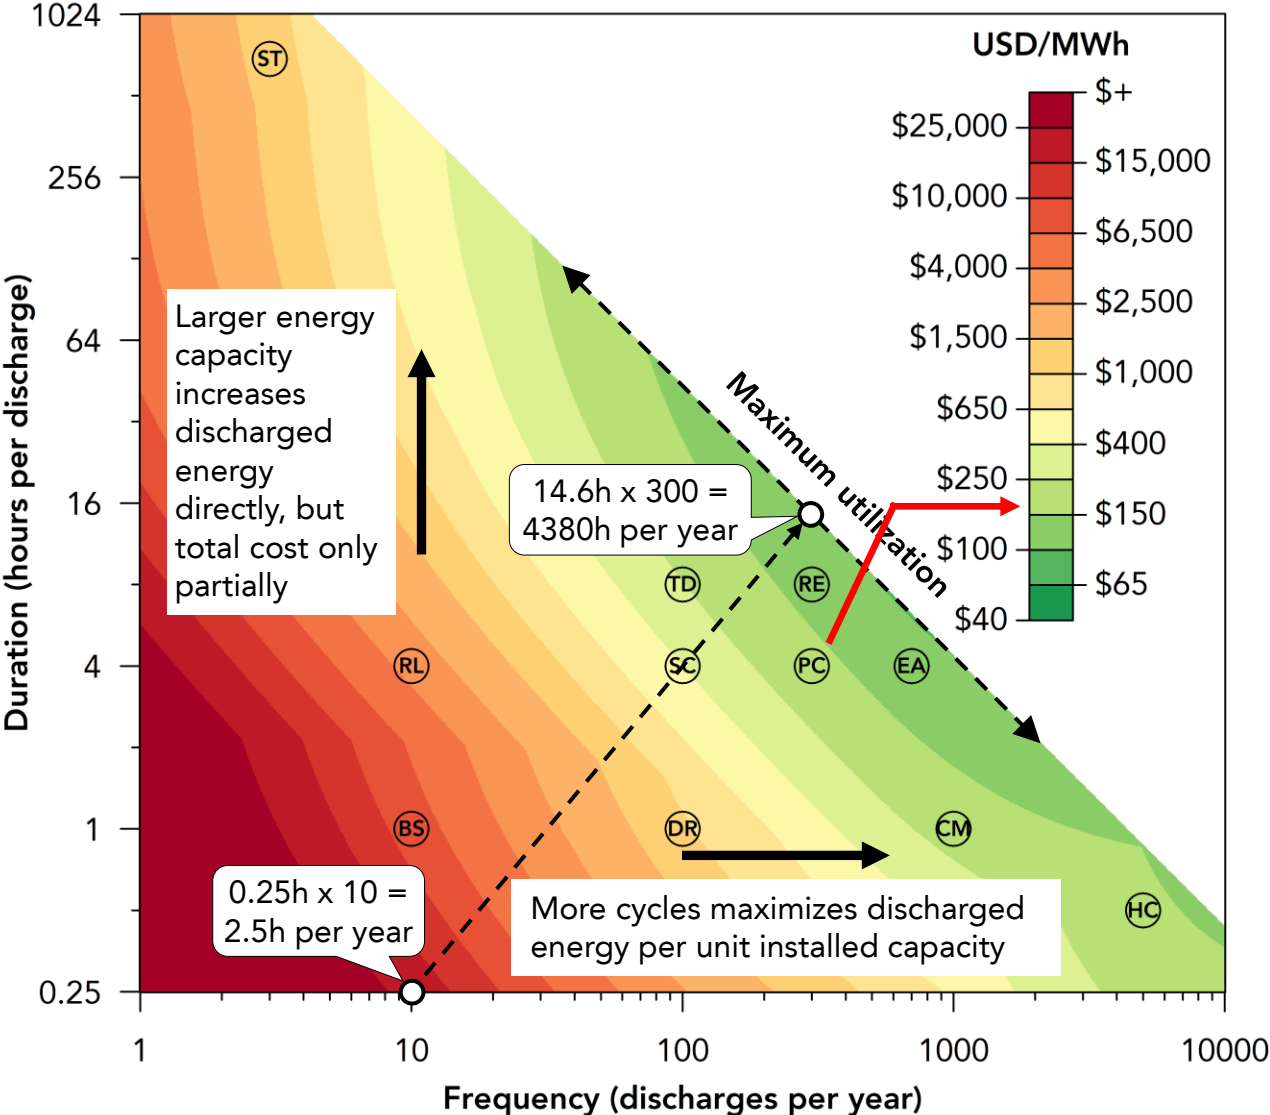 1024
256
64
16
4
1
0.25
Duration (hours per discharge)
1
10
100
1000
10000
Frequency (discharges per year)
USD/MWh
$+
$25,000
$15,000
$10,000
$6,500
$4,000
$2,500
$1,500
$1,000
$650
$400
$250
$150
$100
$65
$40
ST
Larger energy
capacity
increases
discharged
energy
directly, but
total cost only
partially
Maximum utilization
14.6h x 300 =
4380h per year
TD
RE
RL
SC
PC
EA
BS
DR
CM
HC
0.25h x 10 =
2.5h per year
More cycles maximizes discharged
energy per unit installed capacity